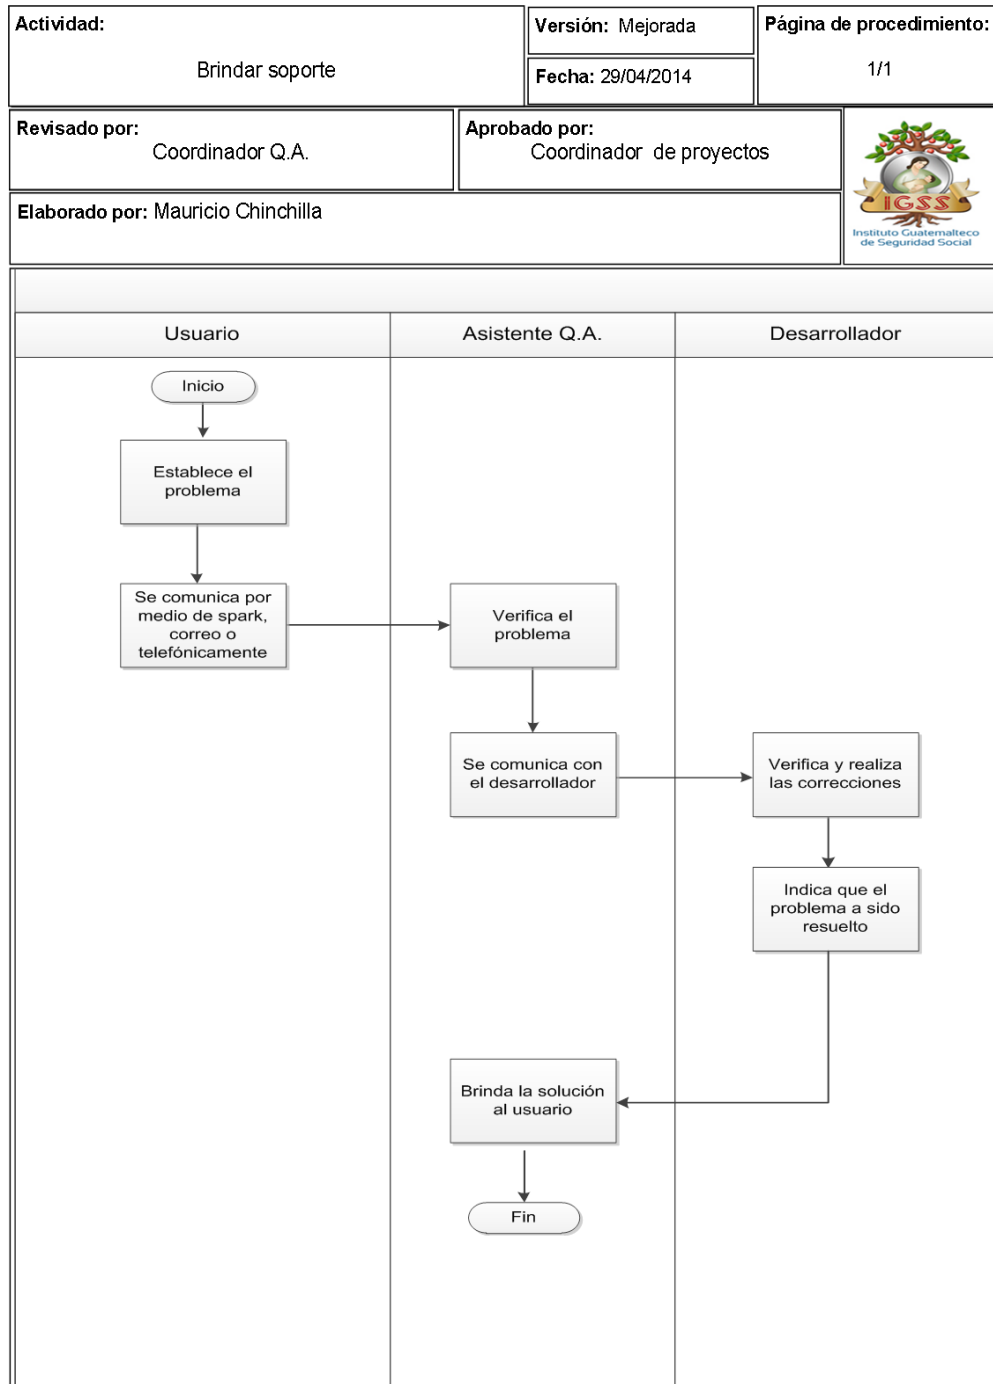 Actividad:
Brindar soporte
Versión: Mejorada
Fecha: 29/04/2014
Página de procedimiento:
1/1
Revisado por:
Coordinador Q.A.
Aprobado por:
Coordinador de proyectos
Elaborado por: Mauricio Chinchilla
IGSS
Instituto Guatemalteco
de Seguridad Social
Usuario
Asistente Q.A.
Desarrollador
Inicio
Establece el
problema
Se comunica por
medio de spark,
correo o
telefónicamente
Verifica el
problema
Se comunica con
el desarrollador
Verifica y realiza
las correcciones
Indica que el
problema a sido
resuelto
Brinda la solución
al usuario
Fin